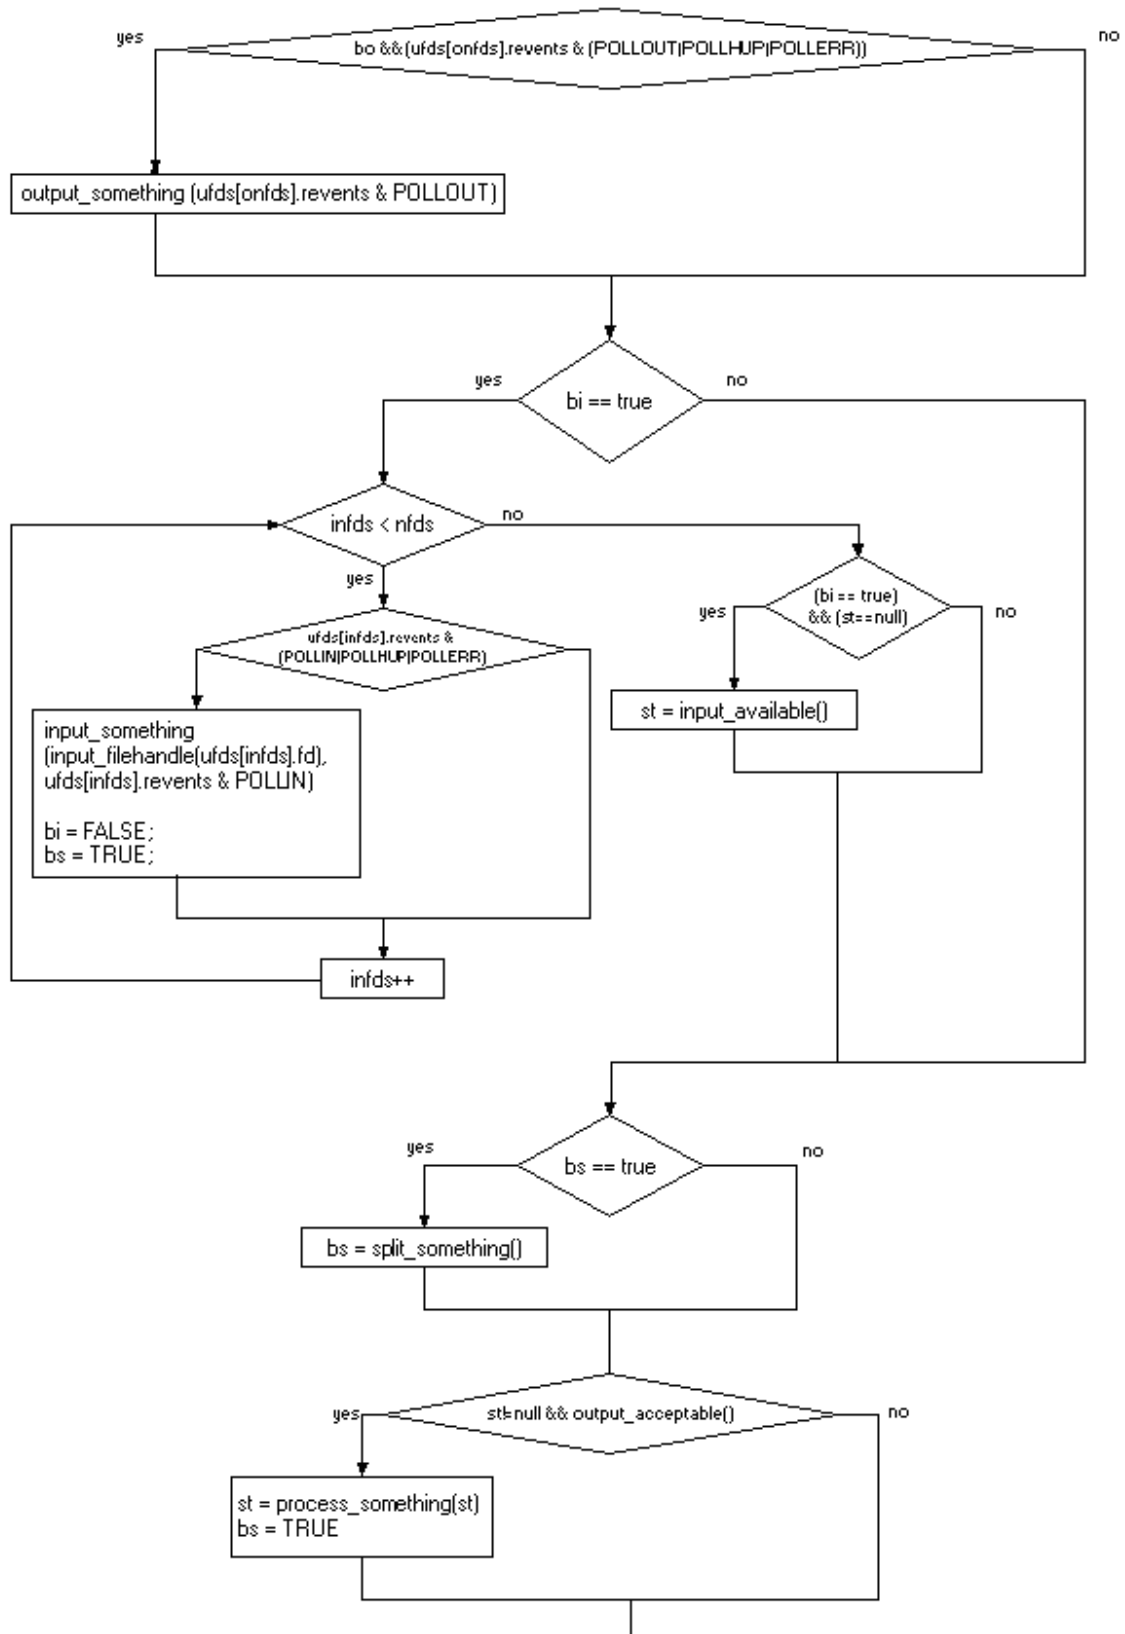 yes
no
bo &&(ufds[onfds].revents & (POLLOUT|POLLHUP|POLLERR))
output_something (ufds[onfds].revents & POLLOUT)
yes
no
bi == true
infds < nfds
no
yes
(bi == true)
&& (st==null)
yes
no
ufds[infds].revents &
(POLLIN|POLLHUP|POLLERR)
st = input_available()
input_something
(input_filehandle(ufds[infds].fd),
ufds[infds].revents & POLLIN)
bi = FALSE;
bs = TRUE;
infds++
yes
no
bs == true
bs = split_something()
yes
st!=null && output_acceptable()
no
st = process_something(st)
bs = TRUE